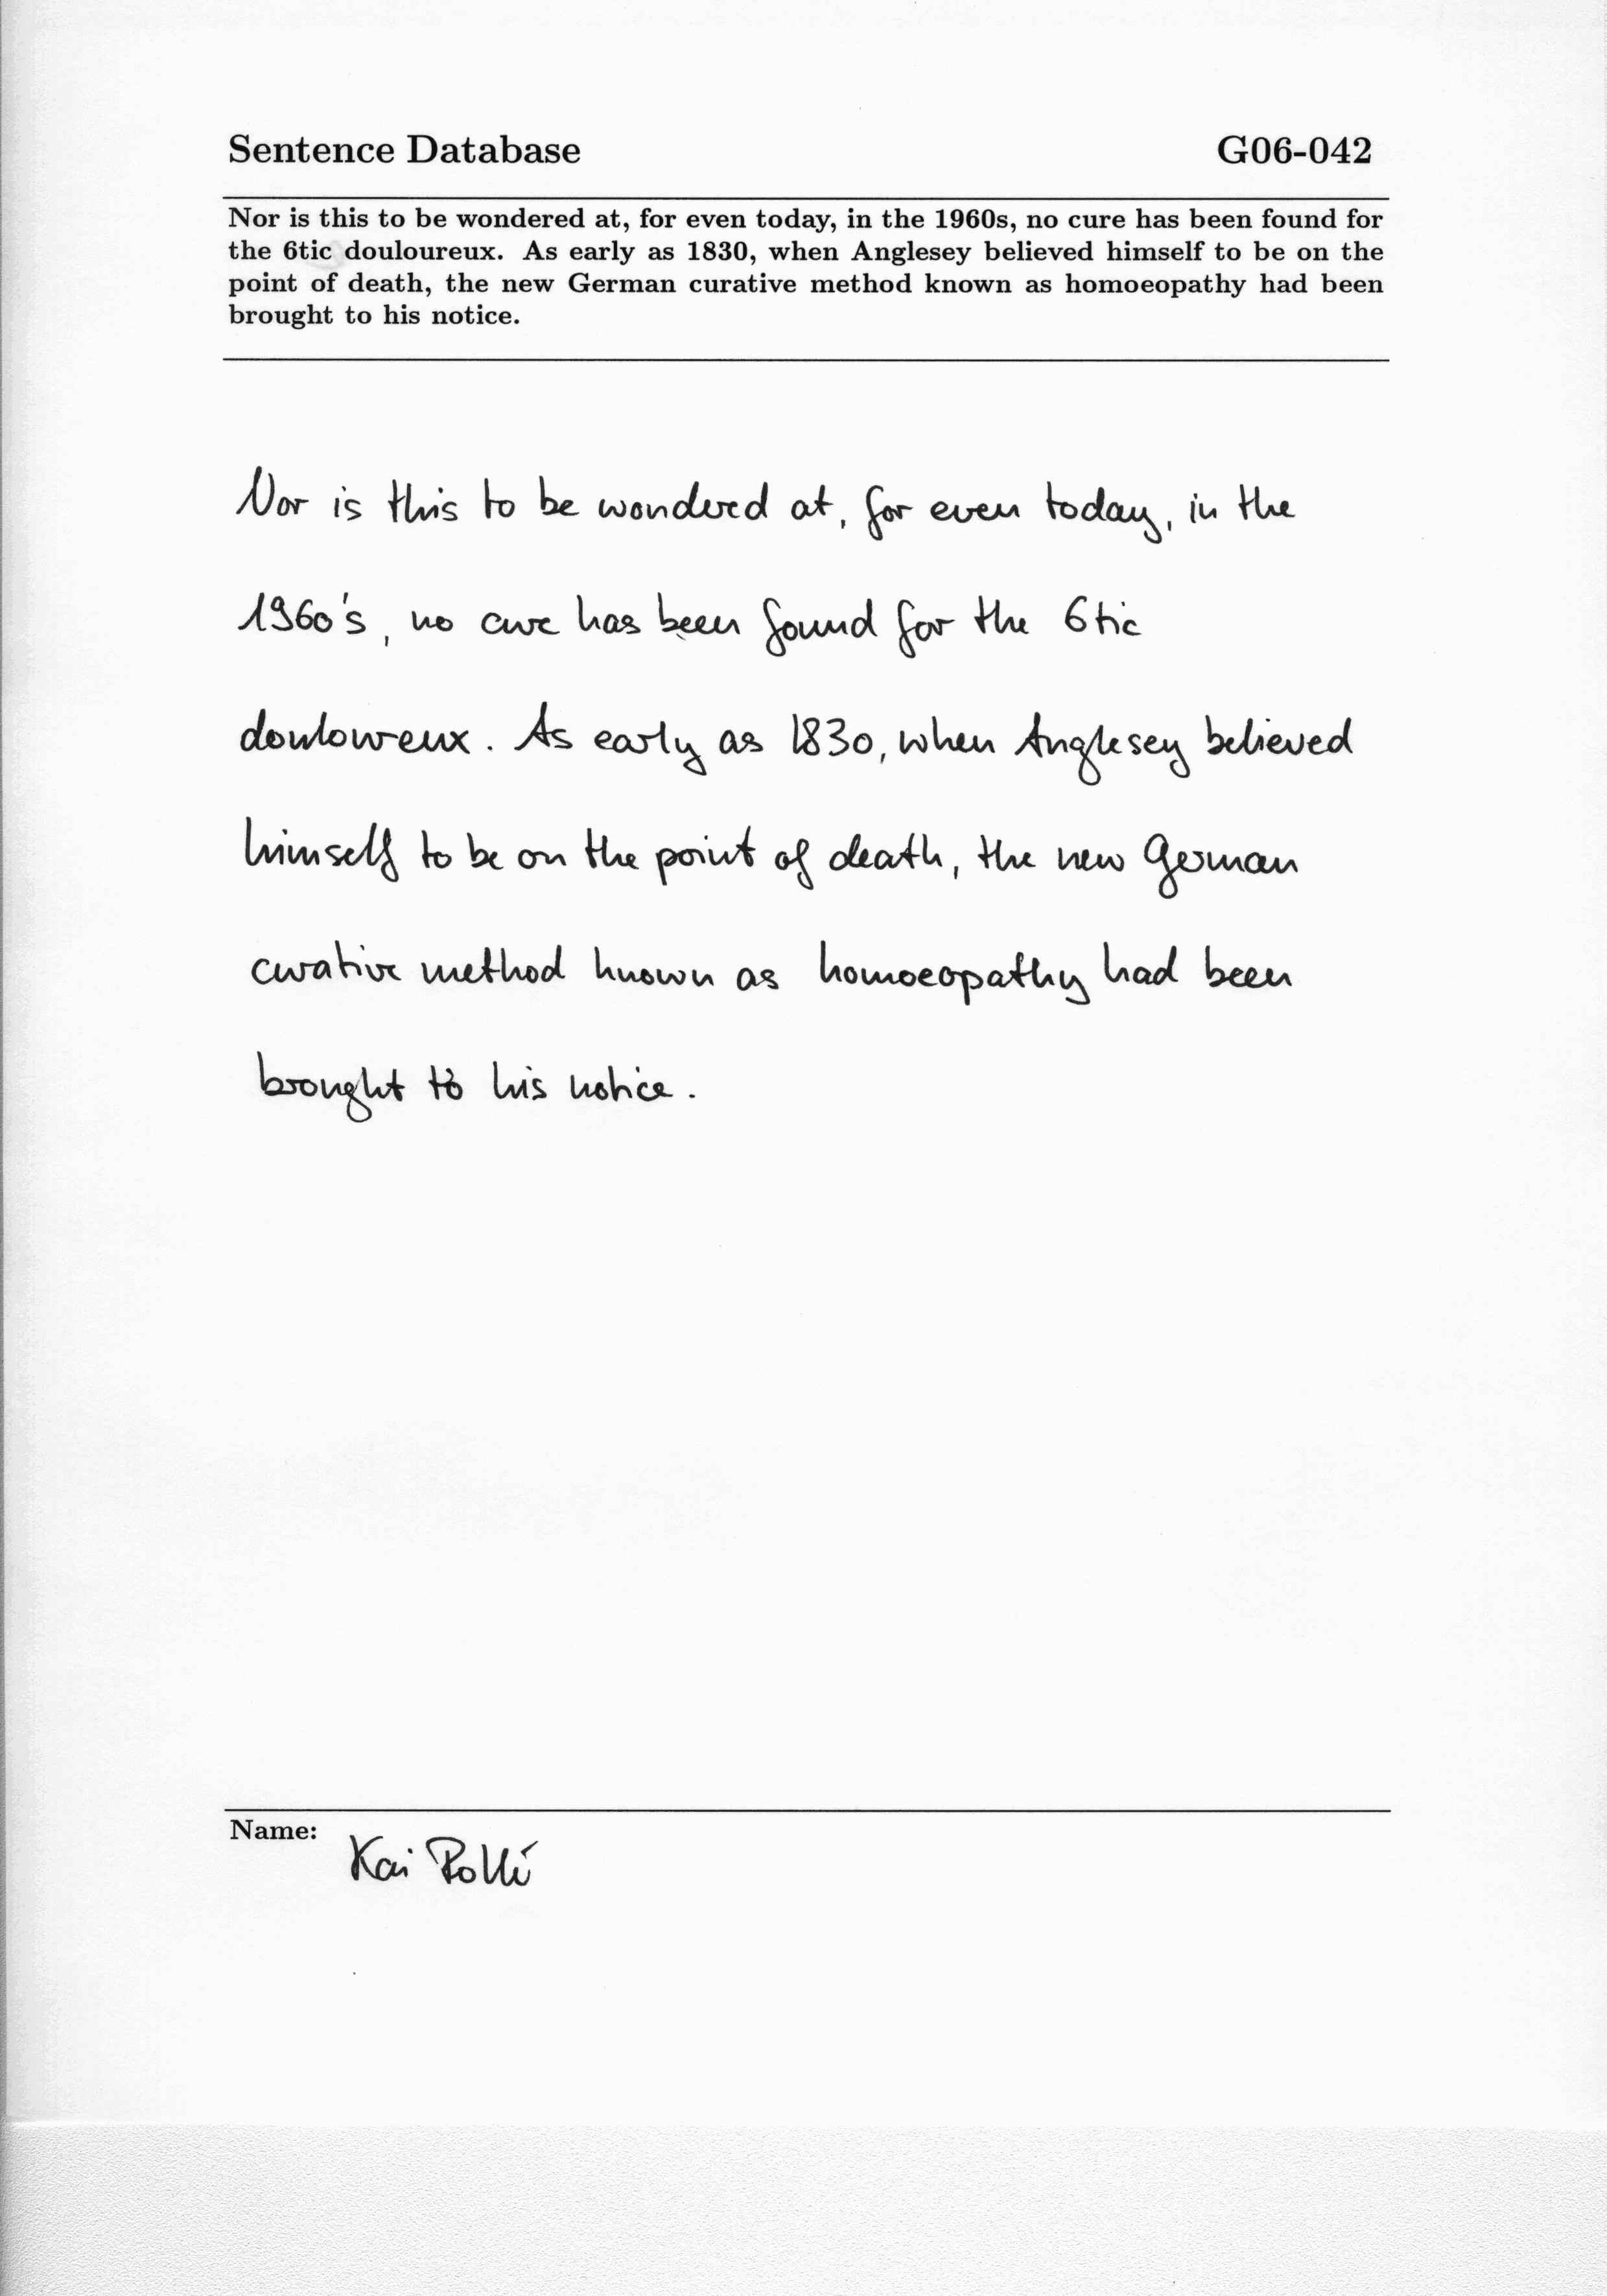 Sentence Database G06-042
Nor is this to be wondered at, for even today, in the 1960s, no cure has been found for
the 6tic douloureux. As early as 1830, when Anglesey believed himself to be on the
point of death, the new German curative method known as homoeopathy had been
brought to his notice.
Nor is this to be wondered at, for even today, in the
1960's, no cure has been found for the 6tic
douloureux. As early as 1830, when Anglesey believed
himself to be on the point of death, the new German
curative method known as homoeopathy had been
brought to his notice.
Name: Kai